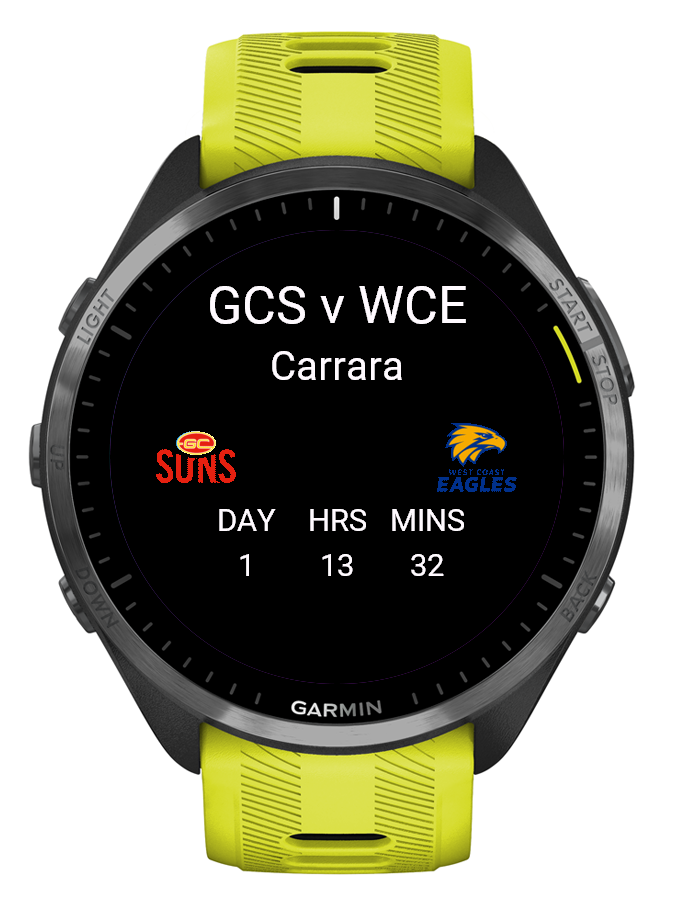 LIGHT
START
STOP
UP
DOWN
BACK
GCS v WCE
Carrara
GC
SUNS
WEST COAST
EAGLES
DAY HRS MINS
1 13 32
GARMIN